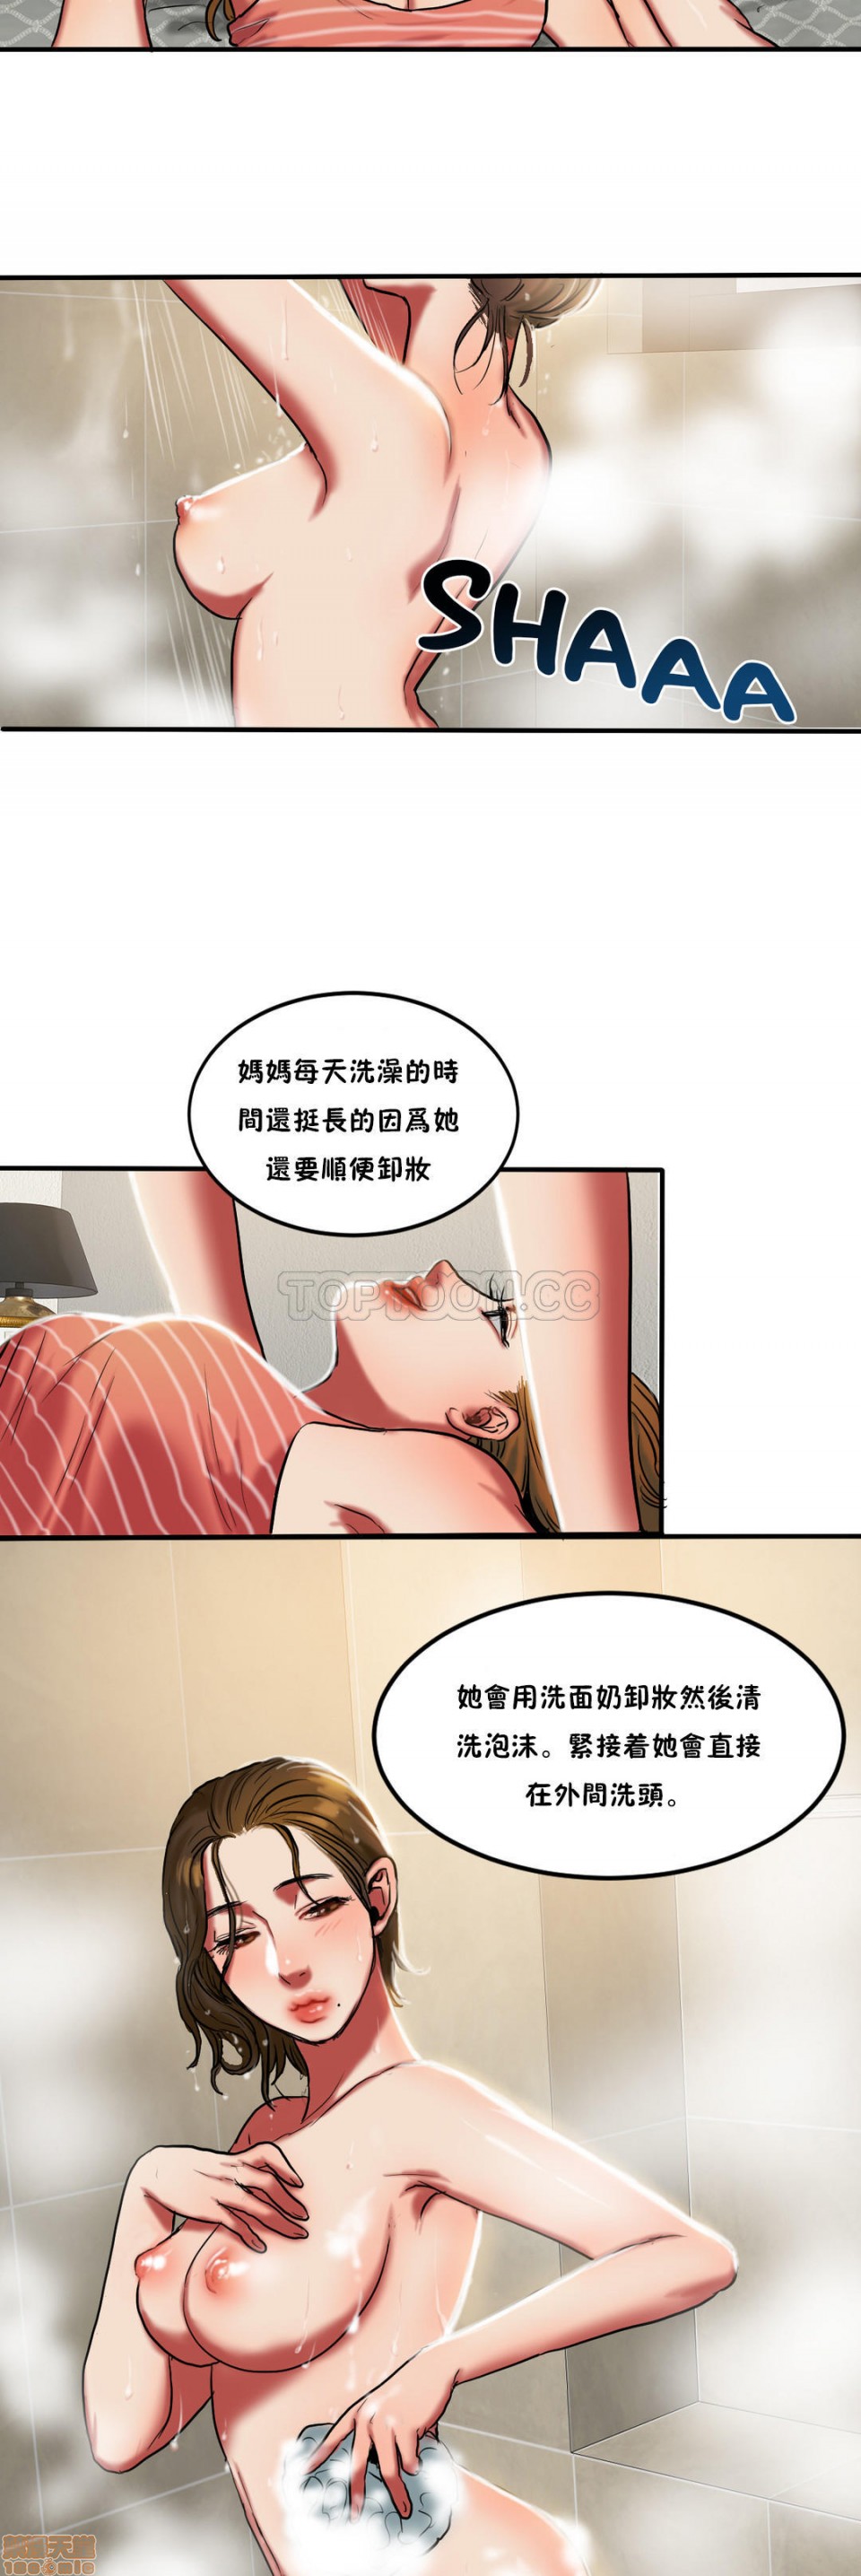 SHAAA
媽媽每天洗澡的時
間還挺長的因爲她
還要順便卸妝
TOPTOON.CC
她會用洗面奶卸妝然後清
洗泡沫。緊接着她會直接
在外間洗頭。